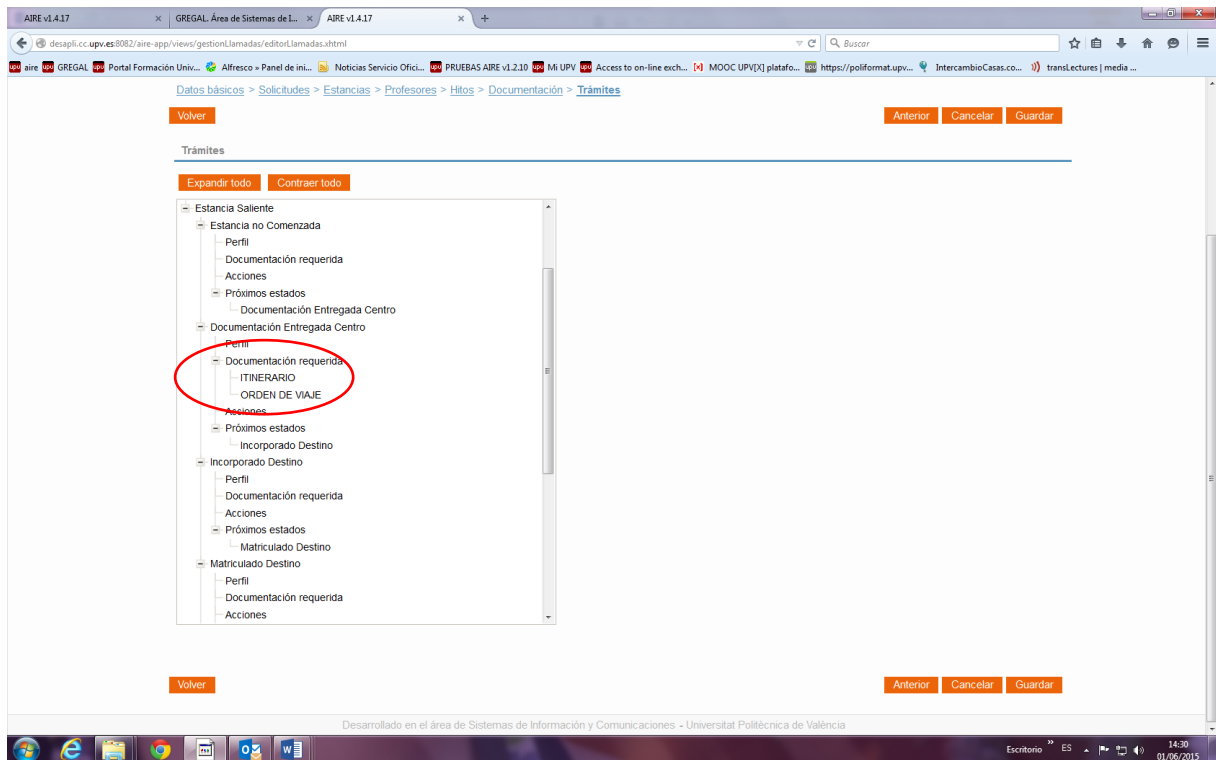 AIRE v1.4.17
GREGAL. Área de Sistemas de I...
AIRE v1.4.17
desapli.cc.upv.es:8082/aire-app/views/gestionLlamadas/editorLlamadas.xhtml
Buscar
upv aire upv GREGAL upv Portal Formación Univ... Alfresco » Panel de ini... Noticias Servicio Ofici... upv PRUEBAS AIRE v1.2.10 upv Mi UPV upv Access to on-line exch... [x] MOOC UPV[X] platafo... upv https://poliformat.upv... IntercambioCasas.co... transLectures | media ...
Datos básicos > Solicitudes > Estancias > Profesores > Hitos > Documentación > Trámites
Volver Anterior Cancelar Guardar
Trámites
Expandir todo Contraer todo
Estancia Saliente
Estancia no Comenzada
Perfil
Documentación requerida
Acciones
Próximos estados
Documentación Entregada Centro
Documentación Entregada Centro
Perfil
Documentación requerida
ITINERARIO
ORDEN DE VIAJE
Acciones
Próximos estados
Incorporado Destino
Incorporado Destino
Perfil
Documentación requerida
Acciones
Próximos estados
Matriculado Destino
Matriculado Destino
Perfil
Documentación requerida
Acciones
Volver Anterior Cancelar Guardar
Desarrollado en el área de Sistemas de Información y Comunicaciones - Universitat Politècnica de València
Escritorio » ES 14:30
01/06/2015